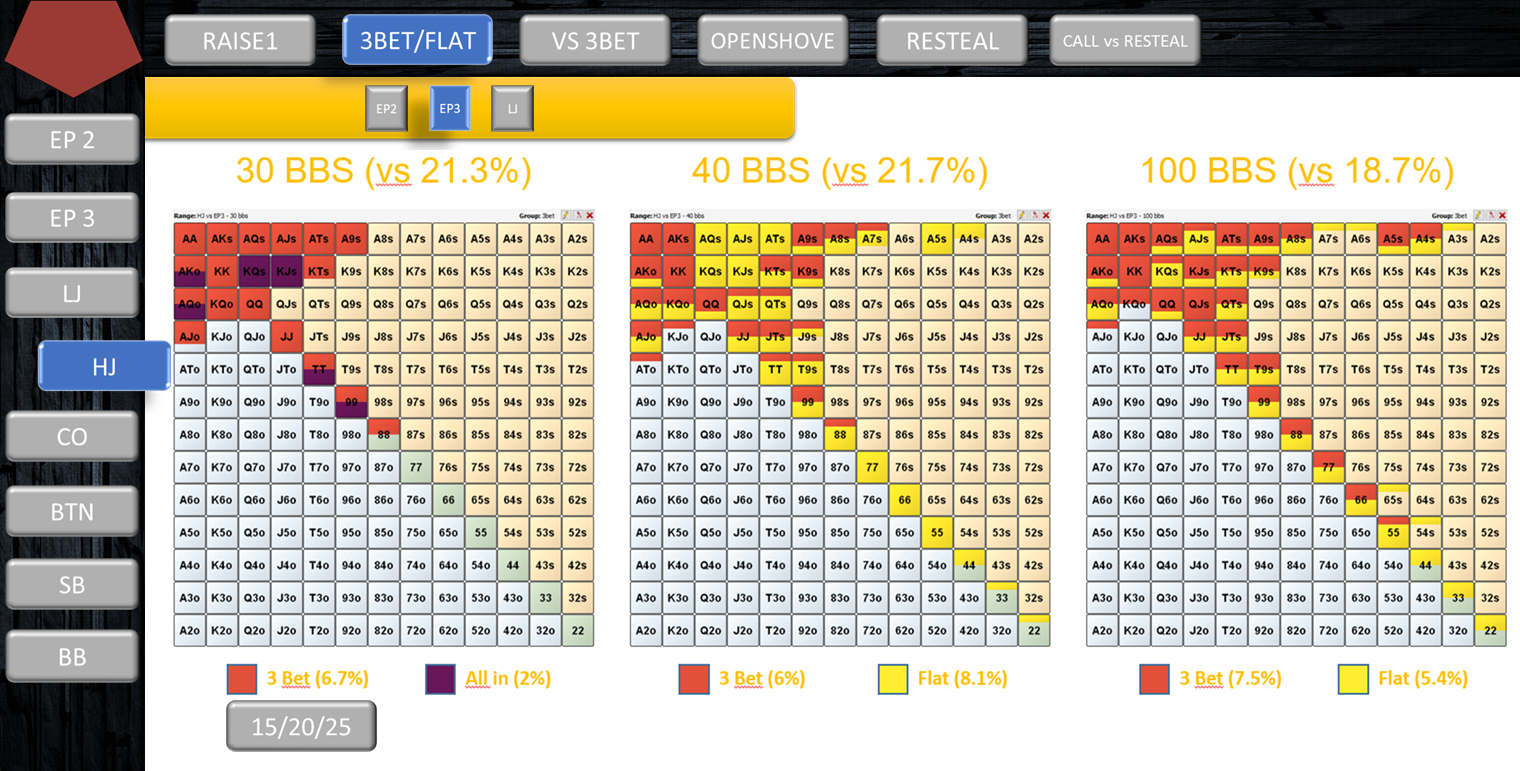 RAISE1 3BET/FLAT VS 3BET OPENSHOVE RESTEAL CALL vs RESTEAL
EP2 EP3 LJ
EP 2
EP 3
LJ
HJ
CO
BTN
SB
BB
30 BBS (vs 21.3%)
Range: HJ vs EP3 - 30 bbs Group: 3bet
AA AKs AQs AJs ATs A9s A8s A7s A6s A5s A4s A3s A2s
AKo KK KQs KJs KTs K9s K8s K7s K6s K5s K4s K3s K2s
AQo KQo QQ QJs QTs Q9s Q8s Q7s Q6s Q5s Q4s Q3s Q2s
AJo KJo QJo JJ JTs J9s J8s J7s J6s J5s J4s J3s J2s
ATo KTo QTo JTo TT T9s T8s T7s T6s T5s T4s T3s T2s
A9o K9o Q9o J9o T9o 99 98s 97s 96s 95s 94s 93s 92s
A8o K8o Q8o J8o T8o 98o 88 87s 86s 85s 84s 83s 82s
A7o K7o Q7o J7o T7o 97o 87o 77 76s 75s 74s 73s 72s
A6o K6o Q6o J6o T6o 96o 86o 76o 66 65s 64s 63s 62s
A5o K5o Q5o J5o T5o 95o 85o 75o 65o 55 54s 53s 52s
A4o K4o Q4o J4o T4o 94o 84o 74o 64o 54o 44 43s 42s
A3o K3o Q3o J3o T3o 93o 83o 73o 63o 53o 43o 33 32s
A2o K2o Q2o J2o T2o 92o 82o 72o 62o 52o 42o 32o 22
3 Bet (6.7%) All in (2%)
15/20/25
40 BBS (vs 21.7%)
Range: HJ vs EP3 - 40 bbs Group: 3bet
AA AKs AQs AJs ATs A9s A8s A7s A6s A5s A4s A3s A2s
AKo KK KQs KJs KTs K9s K8s K7s K6s K5s K4s K3s K2s
AQo KQo QQ QJs QTs Q9s Q8s Q7s Q6s Q5s Q4s Q3s Q2s
AJo KJo QJo JJ JTs J9s J8s J7s J6s J5s J4s J3s J2s
ATo KTo QTo JTo TT T9s T8s T7s T6s T5s T4s T3s T2s
A9o K9o Q9o J9o T9o 99 98s 97s 96s 95s 94s 93s 92s
A8o K8o Q8o J8o T8o 98o 88 87s 86s 85s 84s 83s 82s
A7o K7o Q7o J7o T7o 97o 87o 77 76s 75s 74s 73s 72s
A6o K6o Q6o J6o T6o 96o 86o 76o 66 65s 64s 63s 62s
A5o K5o Q5o J5o T5o 95o 85o 75o 65o 55 54s 53s 52s
A4o K4o Q4o J4o T4o 94o 84o 74o 64o 54o 44 43s 42s
A3o K3o Q3o J3o T3o 93o 83o 73o 63o 53o 43o 33 32s
A2o K2o Q2o J2o T2o 92o 82o 72o 62o 52o 42o 32o 22
3 Bet (6%) Flat (8.1%)
100 BBS (vs 18.7%)
Range: HJ vs EP3 - 100 bbs Group: 3bet
AA AKs AQs AJs ATs A9s A8s A7s A6s A5s A4s A3s A2s
AKo KK KQs KJs KTs K9s K8s K7s K6s K5s K4s K3s K2s
AQo KQo QQ QJs QTs Q9s Q8s Q7s Q6s Q5s Q4s Q3s Q2s
AJo KJo QJo JJ JTs J9s J8s J7s J6s J5s J4s J3s J2s
ATo KTo QTo JTo TT T9s T8s T7s T6s T5s T4s T3s T2s
A9o K9o Q9o J9o T9o 99 98s 97s 96s 95s 94s 93s 92s
A8o K8o Q8o J8o T8o 98o 88 87s 86s 85s 84s 83s 82s
A7o K7o Q7o J7o T7o 97o 87o 77 76s 75s 74s 73s 72s
A6o K6o Q6o J6o T6o 96o 86o 76o 66 65s 64s 63s 62s
A5o K5o Q5o J5o T5o 95o 85o 75o 65o 55 54s 53s 52s
A4o K4o Q4o J4o T4o 94o 84o 74o 64o 54o 44 43s 42s
A3o K3o Q3o J3o T3o 93o 83o 73o 63o 53o 43o 33 32s
A2o K2o Q2o J2o T2o 92o 82o 72o 62o 52o 42o 32o 22
3 Bet (7.5%) Flat (5.4%)